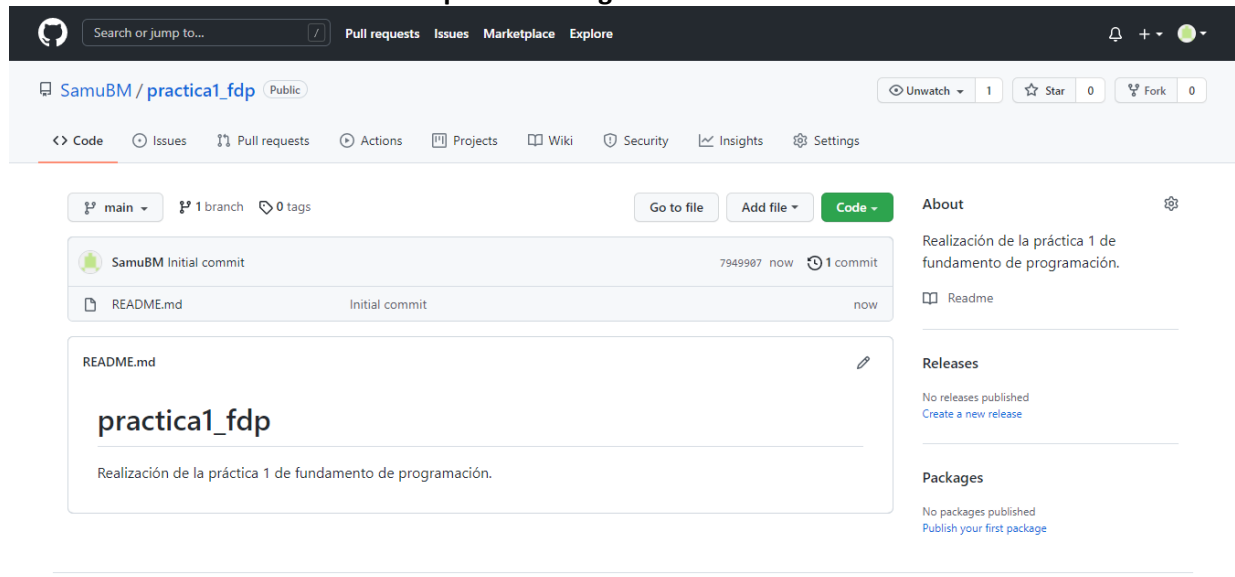 Search or jump to... / Pull requests Issues Marketplace Explore
SamuBM / practica1_fdp Public Unwatch 1 Star 0 Fork 0
<> Code Issues Pull requests Actions Projects Wiki Security Insights Settings
main 1 branch 0 tags Go to file Add file Code
SamuBM Initial commit 7949907 now 1 commit
README.md Initial commit now
README.md
practica1_fdp
Realización de la práctica 1 de fundamento de programación.
About
Realización de la práctica 1 de
fundamento de programación.
Readme
Releases
No releases published
Create a new release
Packages
No packages published
Publish your first package